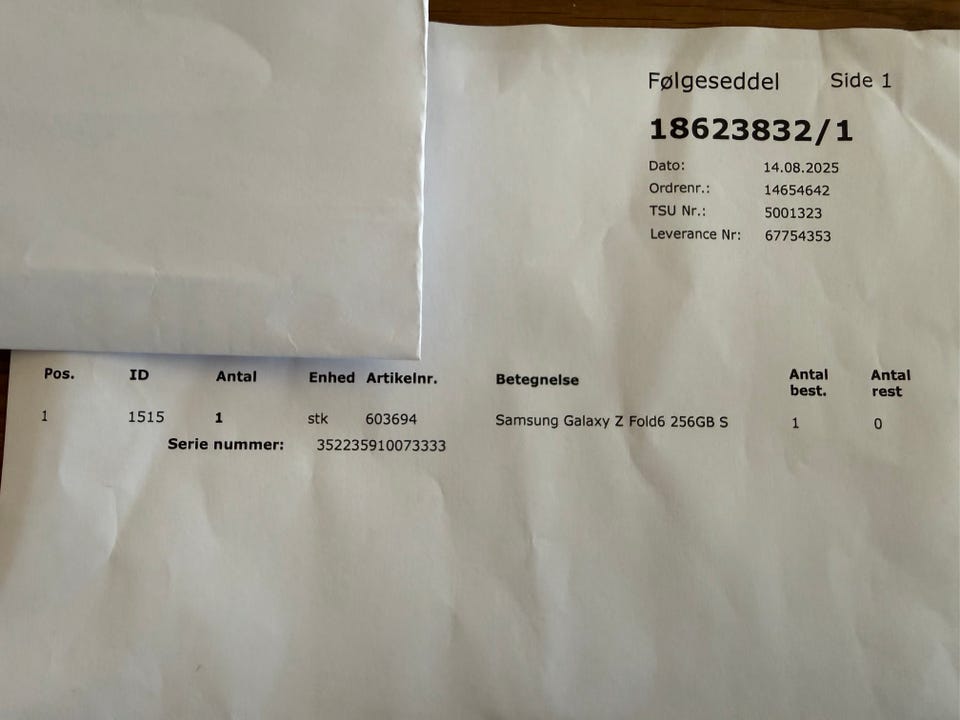 Følgeseddel Side 1
18623832/1
Dato: 14.08.2025
Ordrenr.: 14654642
TSU Nr.: 5001323
Leverance Nr: 67754353
Pos. ID Antal Enhed Artikelnr. Betegnelse Antal best. Antal rest
1 1515 1 stk 603694 Samsung Galaxy Z Fold6 256GB S 1 0
Serie nummer: 352235910073333